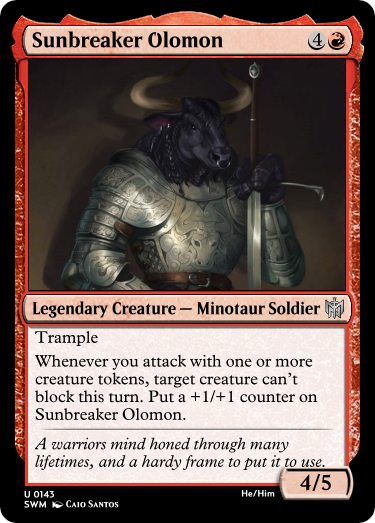 Sunbreaker Olomon 4
Legendary Creature — Minotaur Soldier
Trample
Whenever you attack with one or more
creature tokens, target creature can't
block this turn. Put a +1/+1 counter on
Sunbreaker Olomon.
A warriors mind honed through many
lifetimes, and a hardy frame to put it to use.
4/5
U 0143 He/Him
SWM Caio Santos